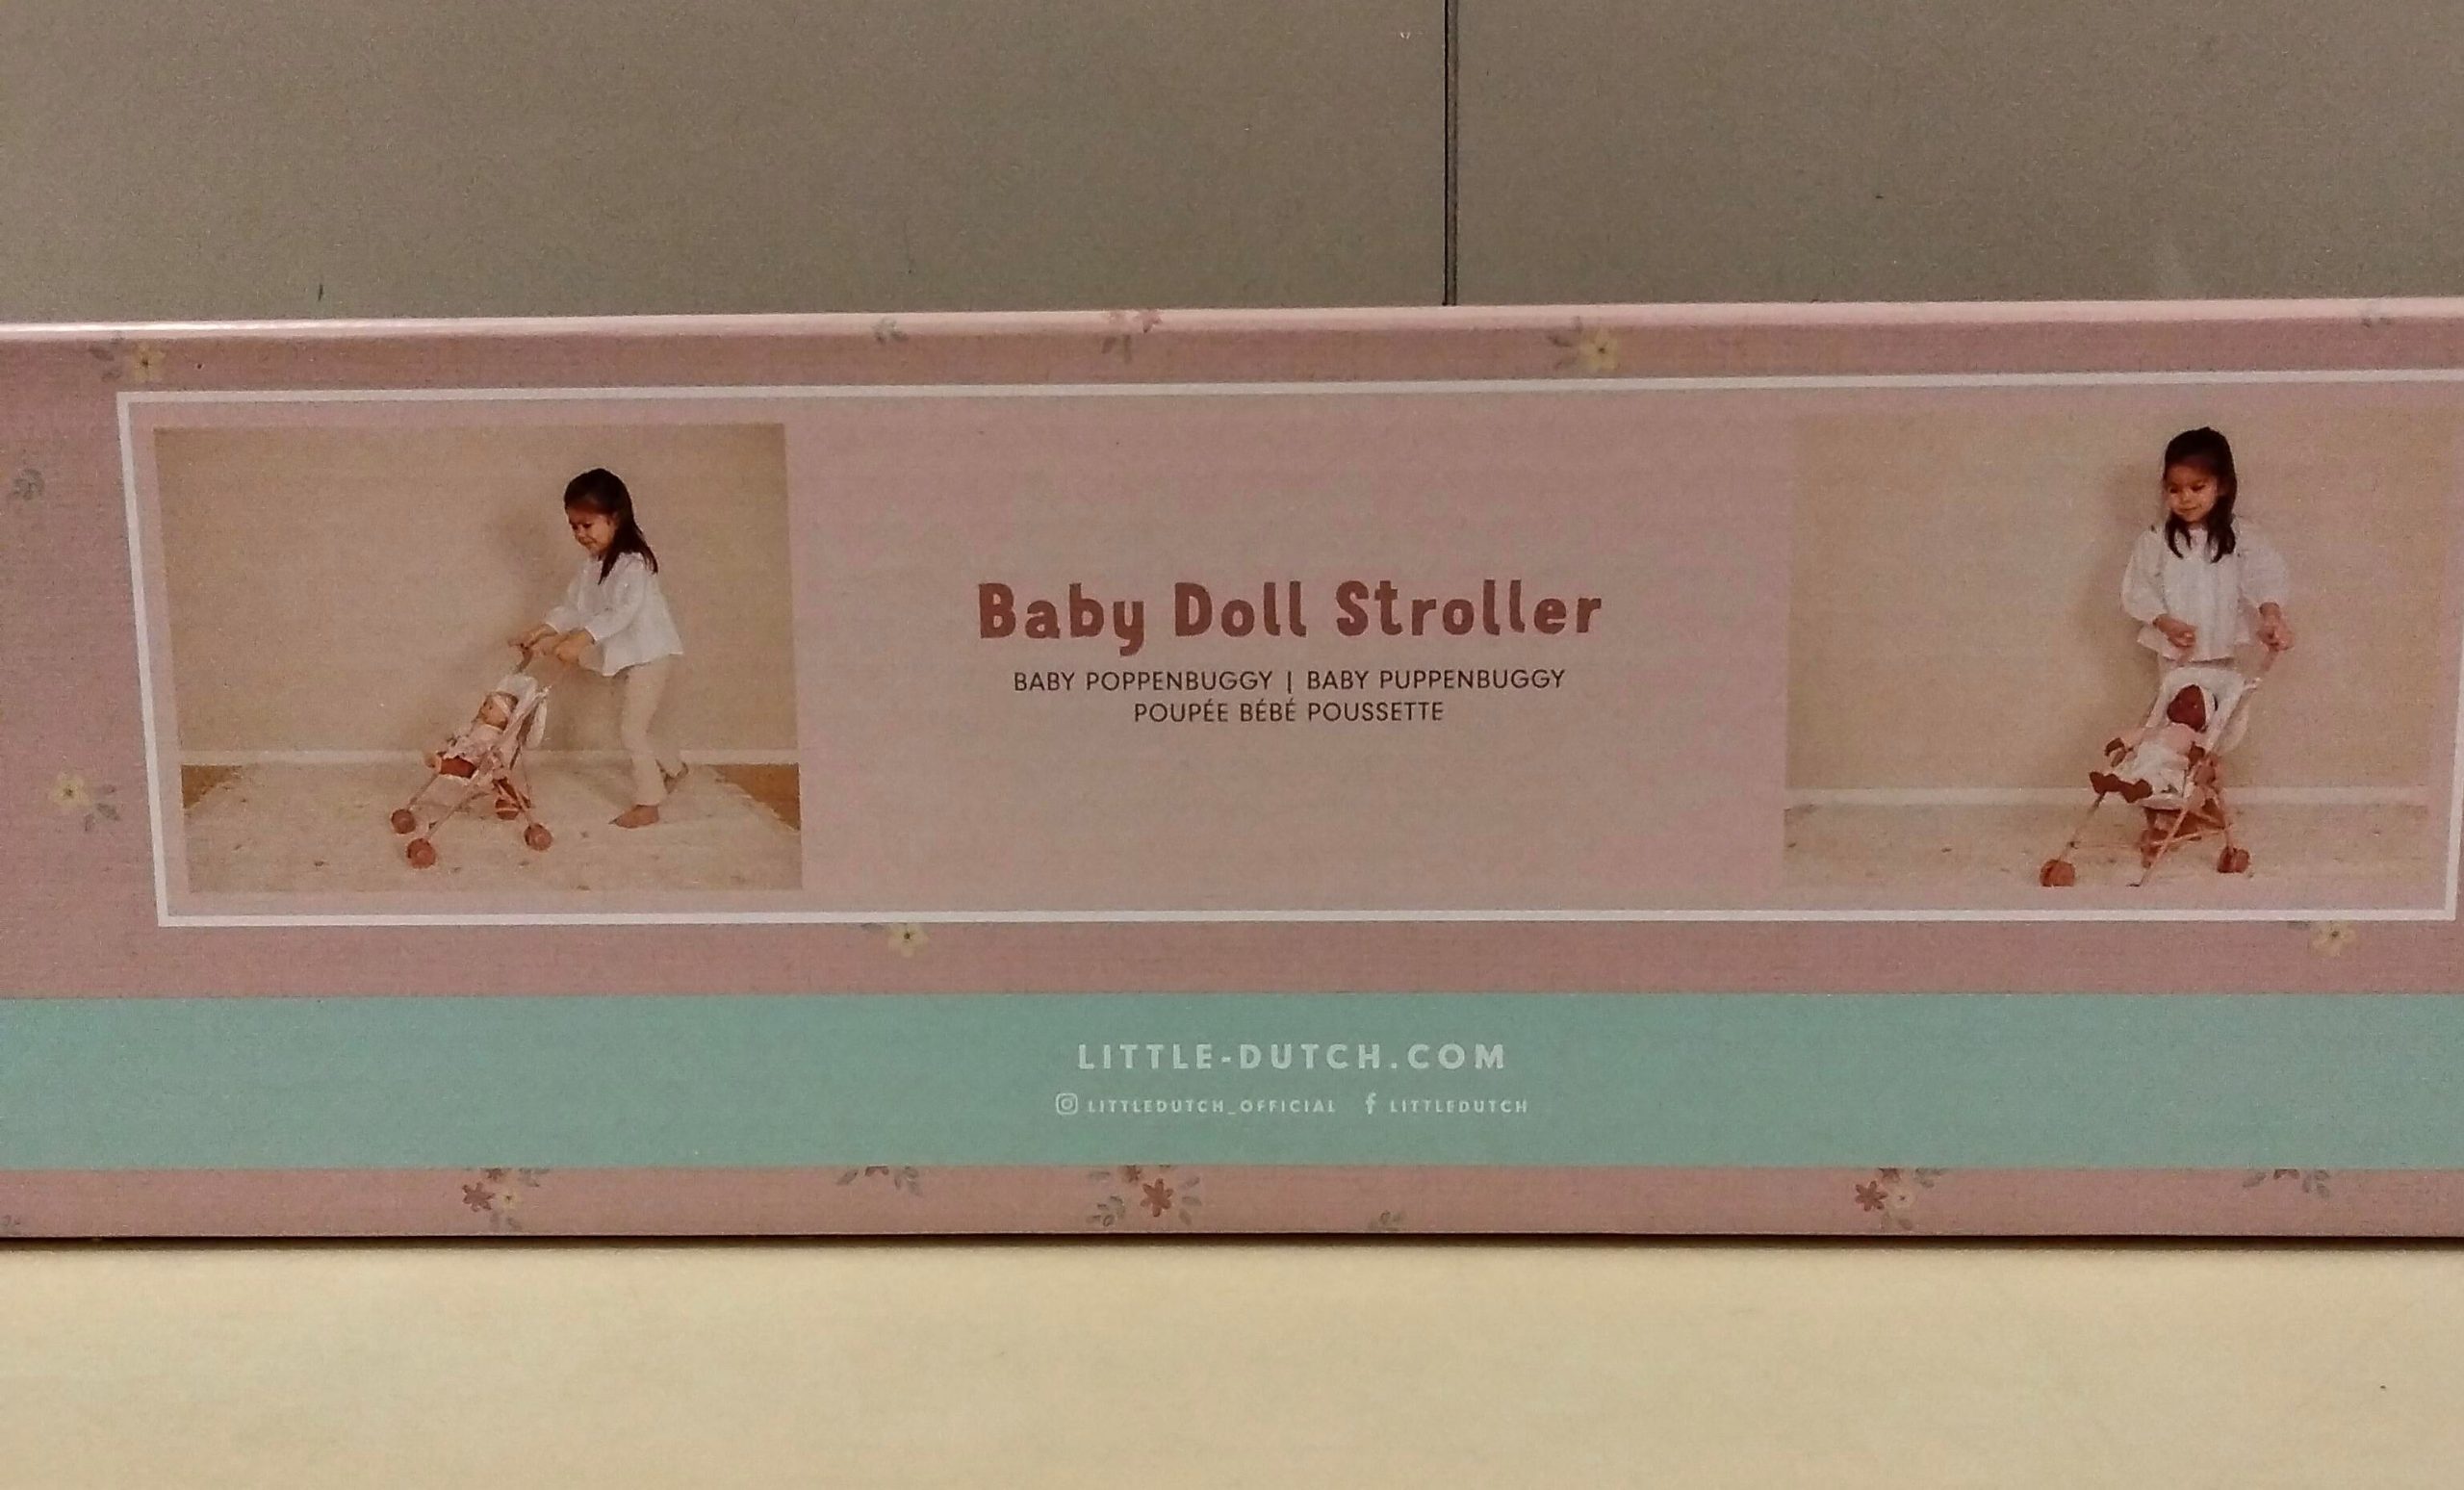 Baby Doll Stroller
BABY POPPENBUGGY | BABY PUPPENBUGGY
POUPÉE BÉBÉ POUSSETTE
LITTLE-DUTCH.COM
LITTLEDUTCH_OFFICIAL LITTLEDUTCH